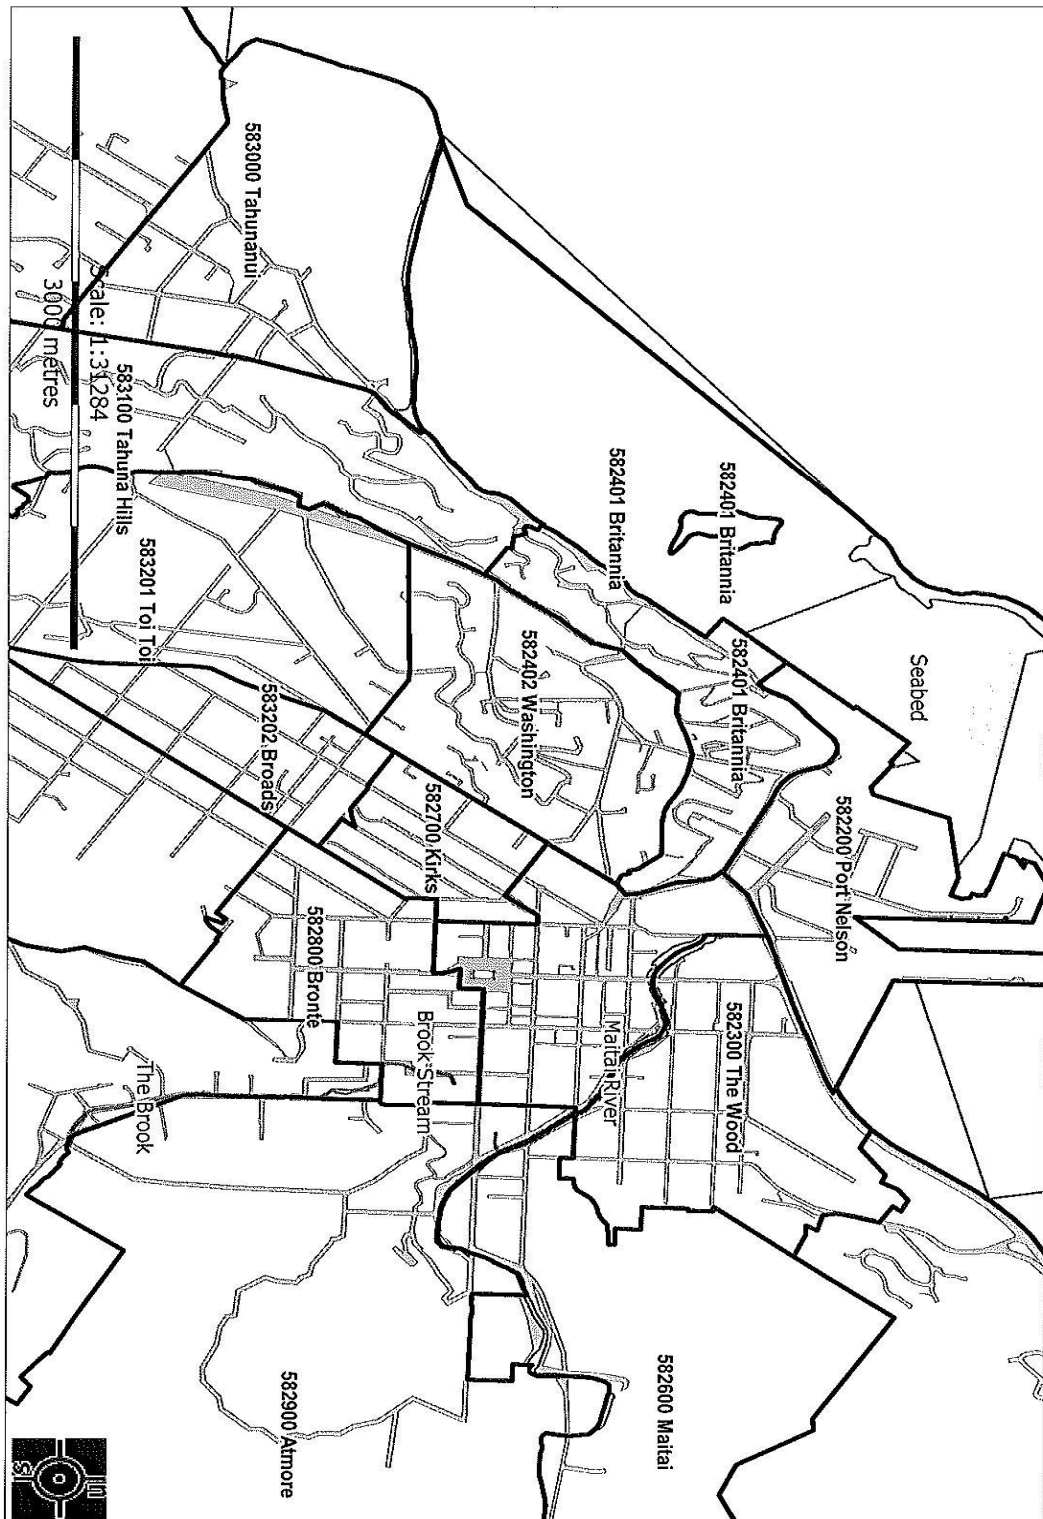 Seabed
582200 Port Nelson
582401 Britannia
582401 Britannia
582300 The Wood
582600 Maitai
582401 Britannia
Maitai River
582402 Washington
582700 Kirks
Brook Stream
582800 Bronte
582900 Atmore
583202 Broads
583000 Tahunanui
583201 Toi Toi
The Brook
583100 Tahuna Hills
Scale: 1:31284
3000 metres
n
s